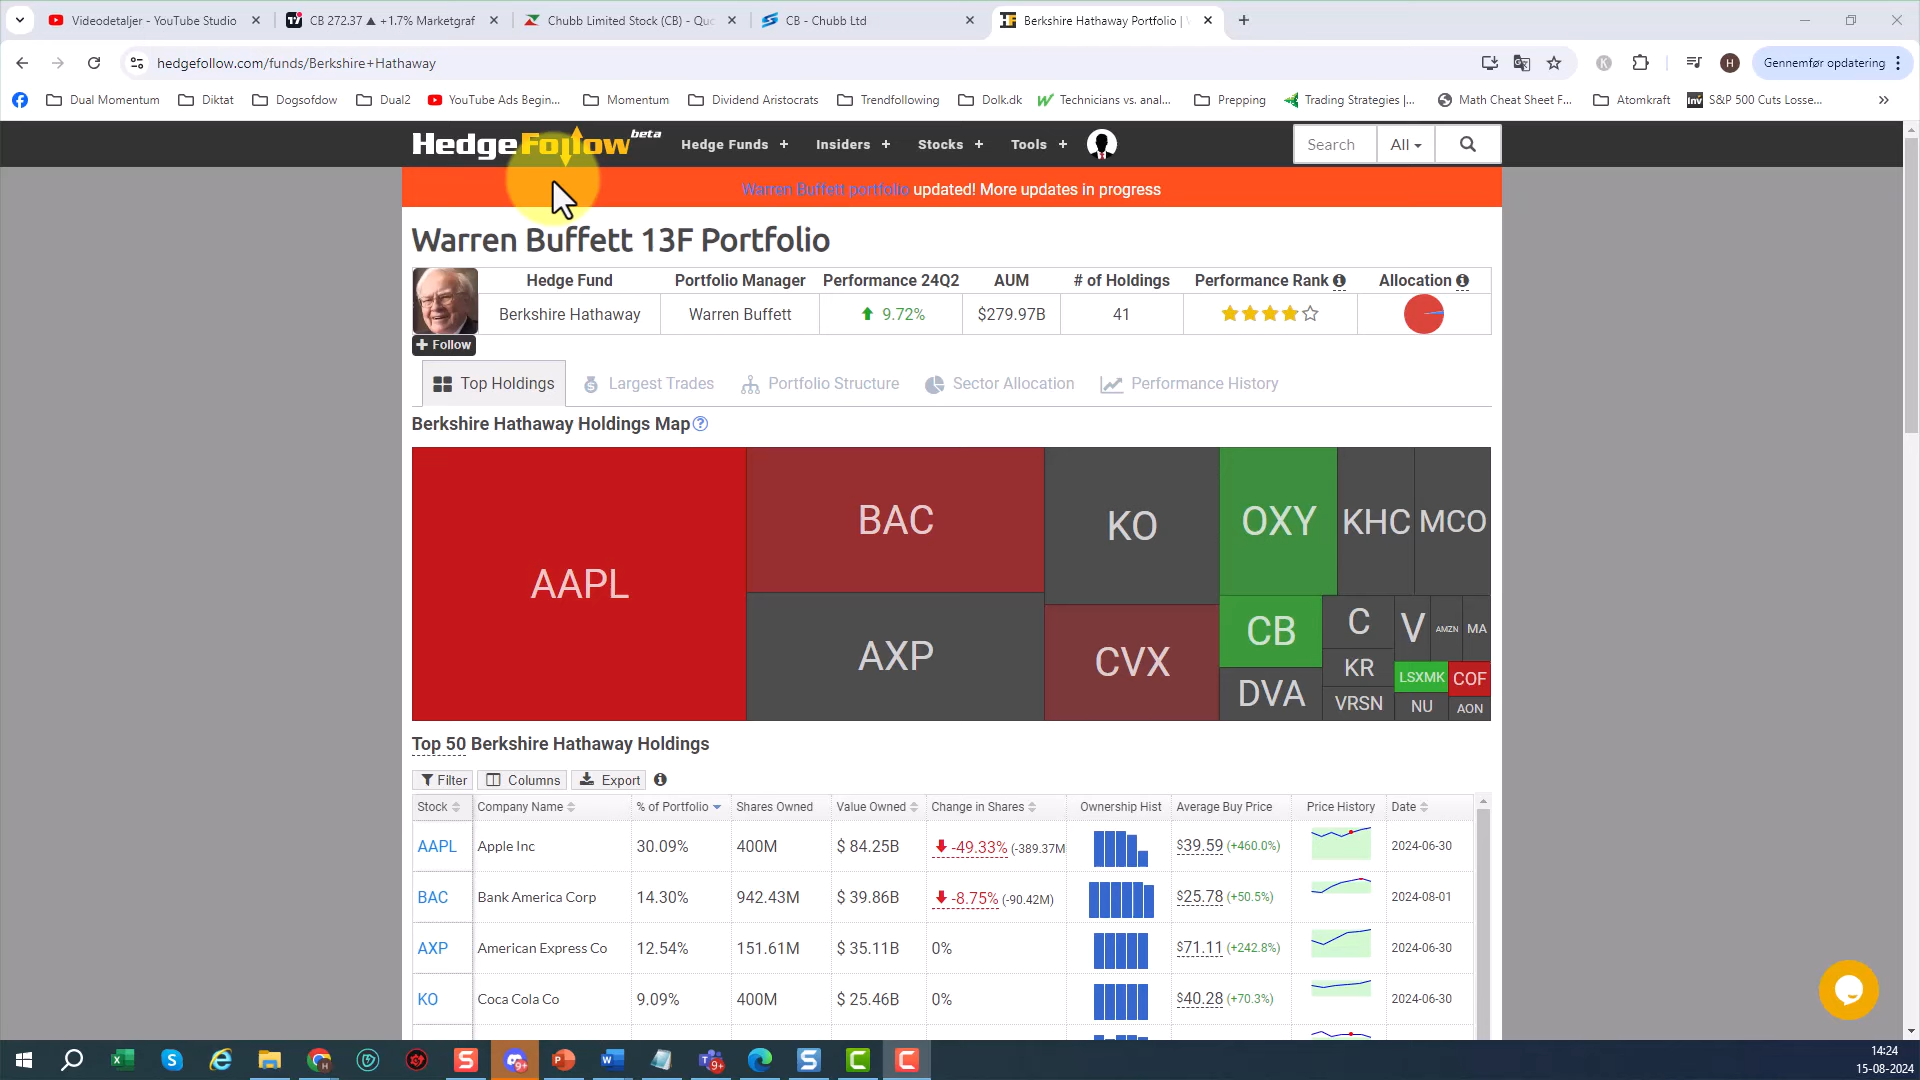 Videodetaljer - YouTube Studio
CB 272.37 ▲ +1.7% Marketgraf
Chubb Limited Stock (CB) - Quo
CB - Chubb Ltd
Berkshire Hathaway Portfolio |
hedgefollow.com/funds/Berkshire+Hathaway
K
H
Gennemfør opdatering
Dual Momentum
Diktat
Dogsofdow
Dual2
YouTube Ads Begin...
Momentum
Dividend Aristocrats
Trendfollowing
Dolk.dk
Technicians vs. anal...
Prepping
Trading Strategies |...
Math Cheat Sheet F...
Atomkraft
Inv
S&P 500 Cuts Losse...
HedgeFollow beta
Hedge Funds +
Insiders +
Stocks +
Tools +
Search
All
Warren Buffett portfolio updated! More updates in progress
Warren Buffett 13F Portfolio
Hedge Fund Portfolio Manager Performance 24Q2 AUM # of Holdings Performance Rank Allocation
Berkshire Hathaway Warren Buffett 9.72% $279.97B 41
+ Follow
Top Holdings Largest Trades Portfolio Structure Sector Allocation Performance History
Berkshire Hathaway Holdings Map
AAPL
BAC
AXP
KO
CVX
OXY
KHC
MCO
CB
DVA
C
KR
VRSN
V
AMZN
MA
LSXMK
COF
NU
AON
Top 50 Berkshire Hathaway Holdings
Filter Columns Export
Stock Company Name % of Portfolio Shares Owned Value Owned Change in Shares Ownership Hist Average Buy Price Price History Date
AAPL Apple Inc 30.09% 400M $ 84.25B -49.33% (-389.37M $39.59 (+460.0%) 2024-06-30
BAC Bank America Corp 14.30% 942.43M $ 39.86B -8.75% (-90.42M) $25.78 (+50.5%) 2024-08-01
AXP American Express Co 12.54% 151.61M $ 35.11B 0% $71.11 (+242.8%) 2024-06-30
KO Coca Cola Co 9.09% 400M $ 25.46B 0% $40.28 (+70.3%) 2024-06-30
14:24
15-08-2024